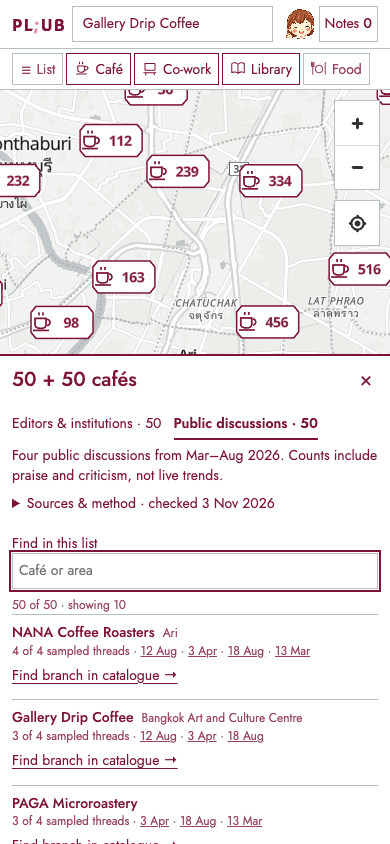 PL;UB
Gallery Drip Coffee
Notes 0
≡ List
Café
Co-work
Library
Food
onthaburi
112
239
334
232
163
516
CHATUCHAK
จตุจักร
LAT PHRAO
ลาดพร้าว
98
456
50 + 50 cafés
×
Editors & institutions · 50
Public discussions · 50
Four public discussions from Mar–Aug 2026. Counts include
praise and criticism, not live trends.
▶ Sources & method · checked 3 Nov 2026
Find in this list
Café or area
50 of 50 · showing 10
NANA Coffee Roasters Ari
4 of 4 sampled threads · 12 Aug · 3 Apr · 18 Aug · 13 Mar
Find branch in catalogue →
Gallery Drip Coffee Bangkok Art and Culture Centre
3 of 4 sampled threads · 12 Aug · 3 Apr · 18 Aug
Find branch in catalogue →
PAGA Microroastery
3 of 4 sampled threads · 3 Apr · 18 Aug · 13 Mar
Find branch in catalogue →